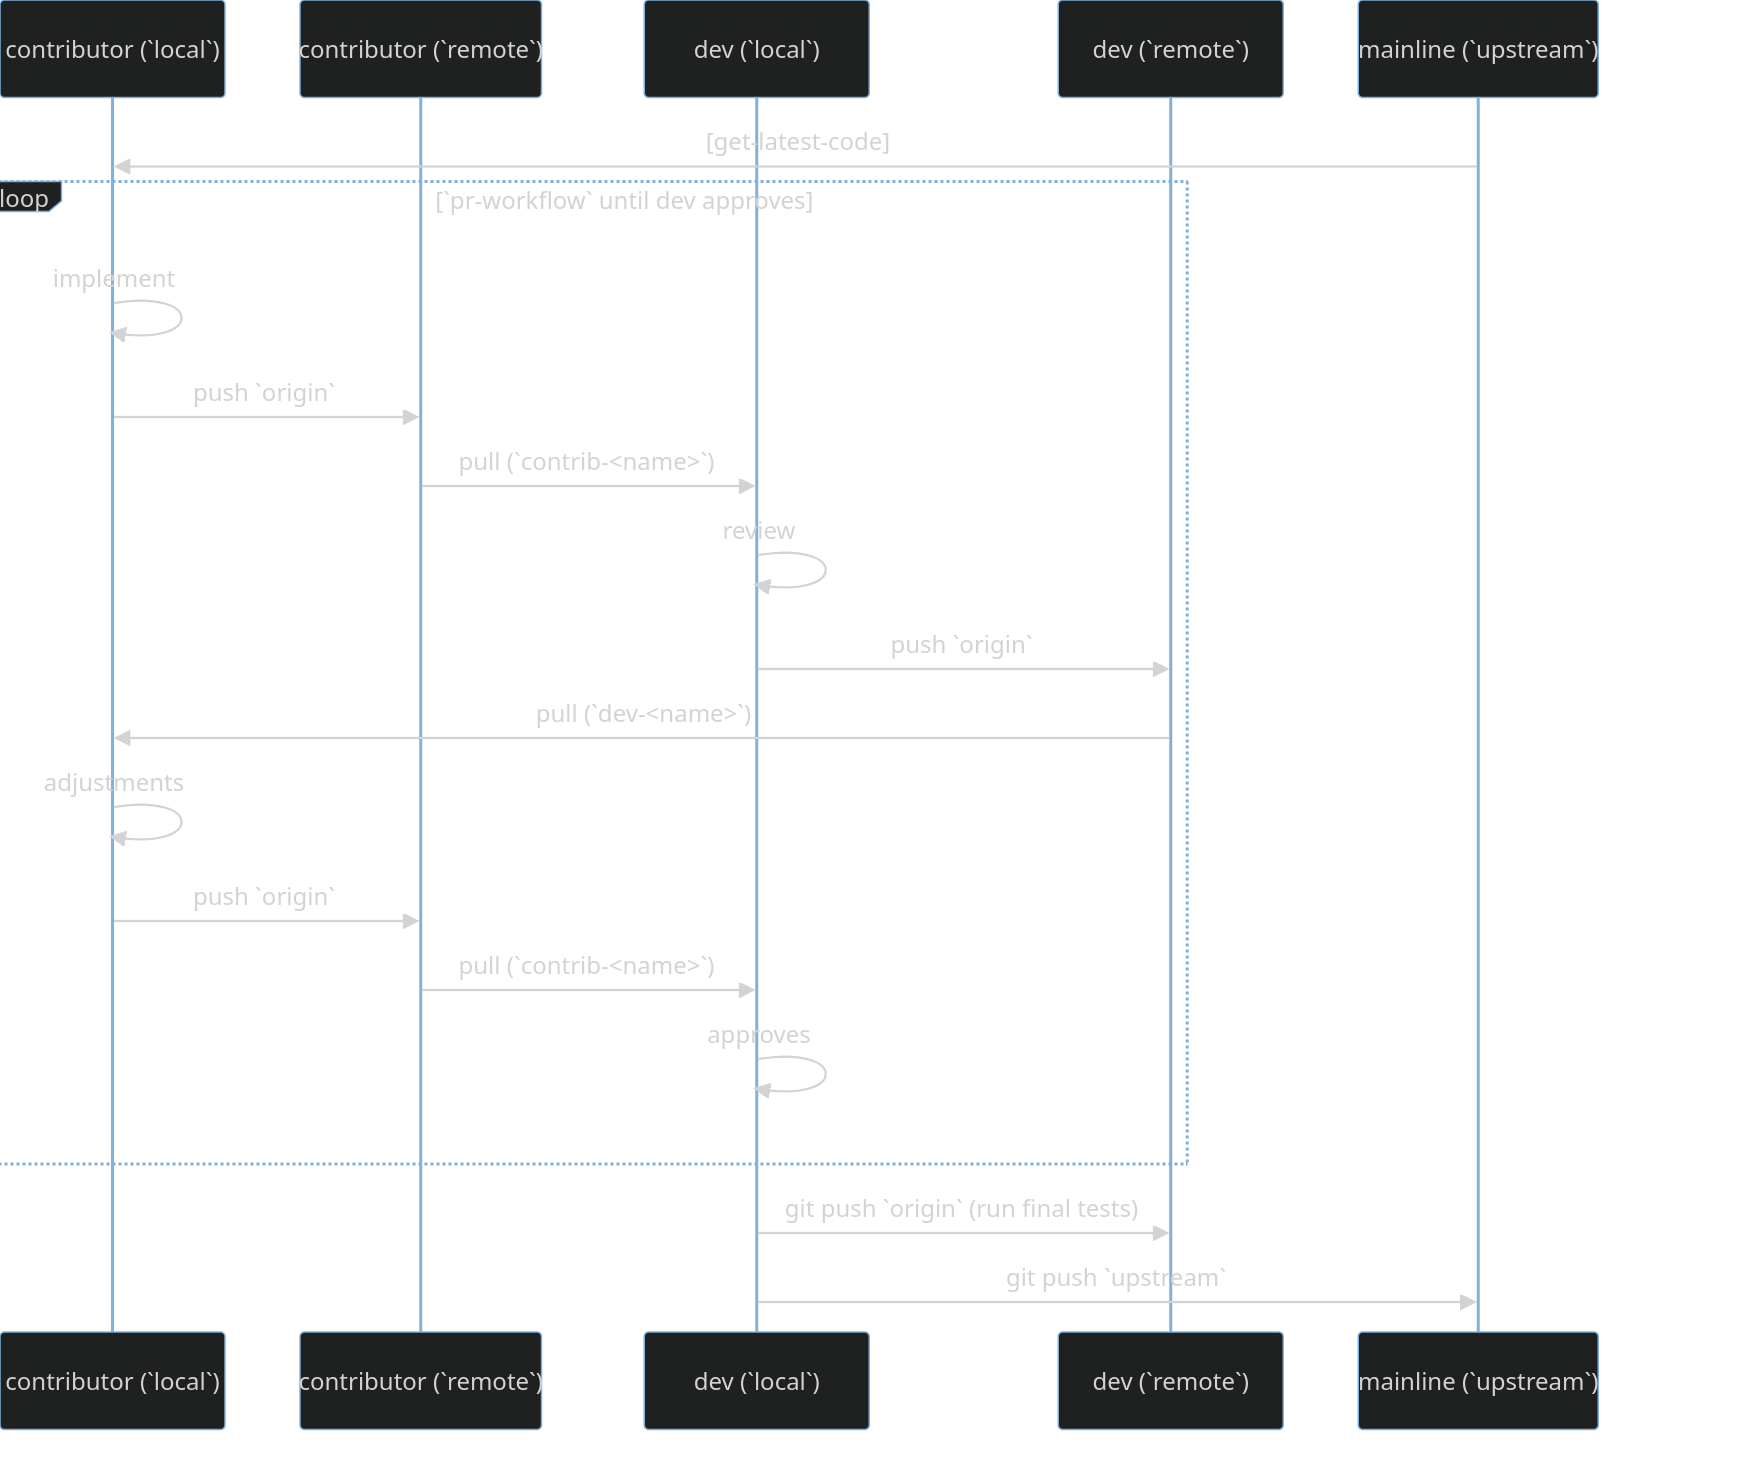 contributor (`local`)
contributor (`remote`)
dev (`local`)
dev (`remote`)
mainline (`upstream`)
[get-latest-code]
loop
[`pr-workflow` until dev approves]
implement
push `origin`
pull (`contrib-<name>`)
review
push `origin`
pull (`dev-<name>`)
adjustments
push `origin`
pull (`contrib-<name>`)
approves
git push `origin` (run final tests)
git push `upstream`
contributor (`local`)
contributor (`remote`)
dev (`local`)
dev (`remote`)
mainline (`upstream`)